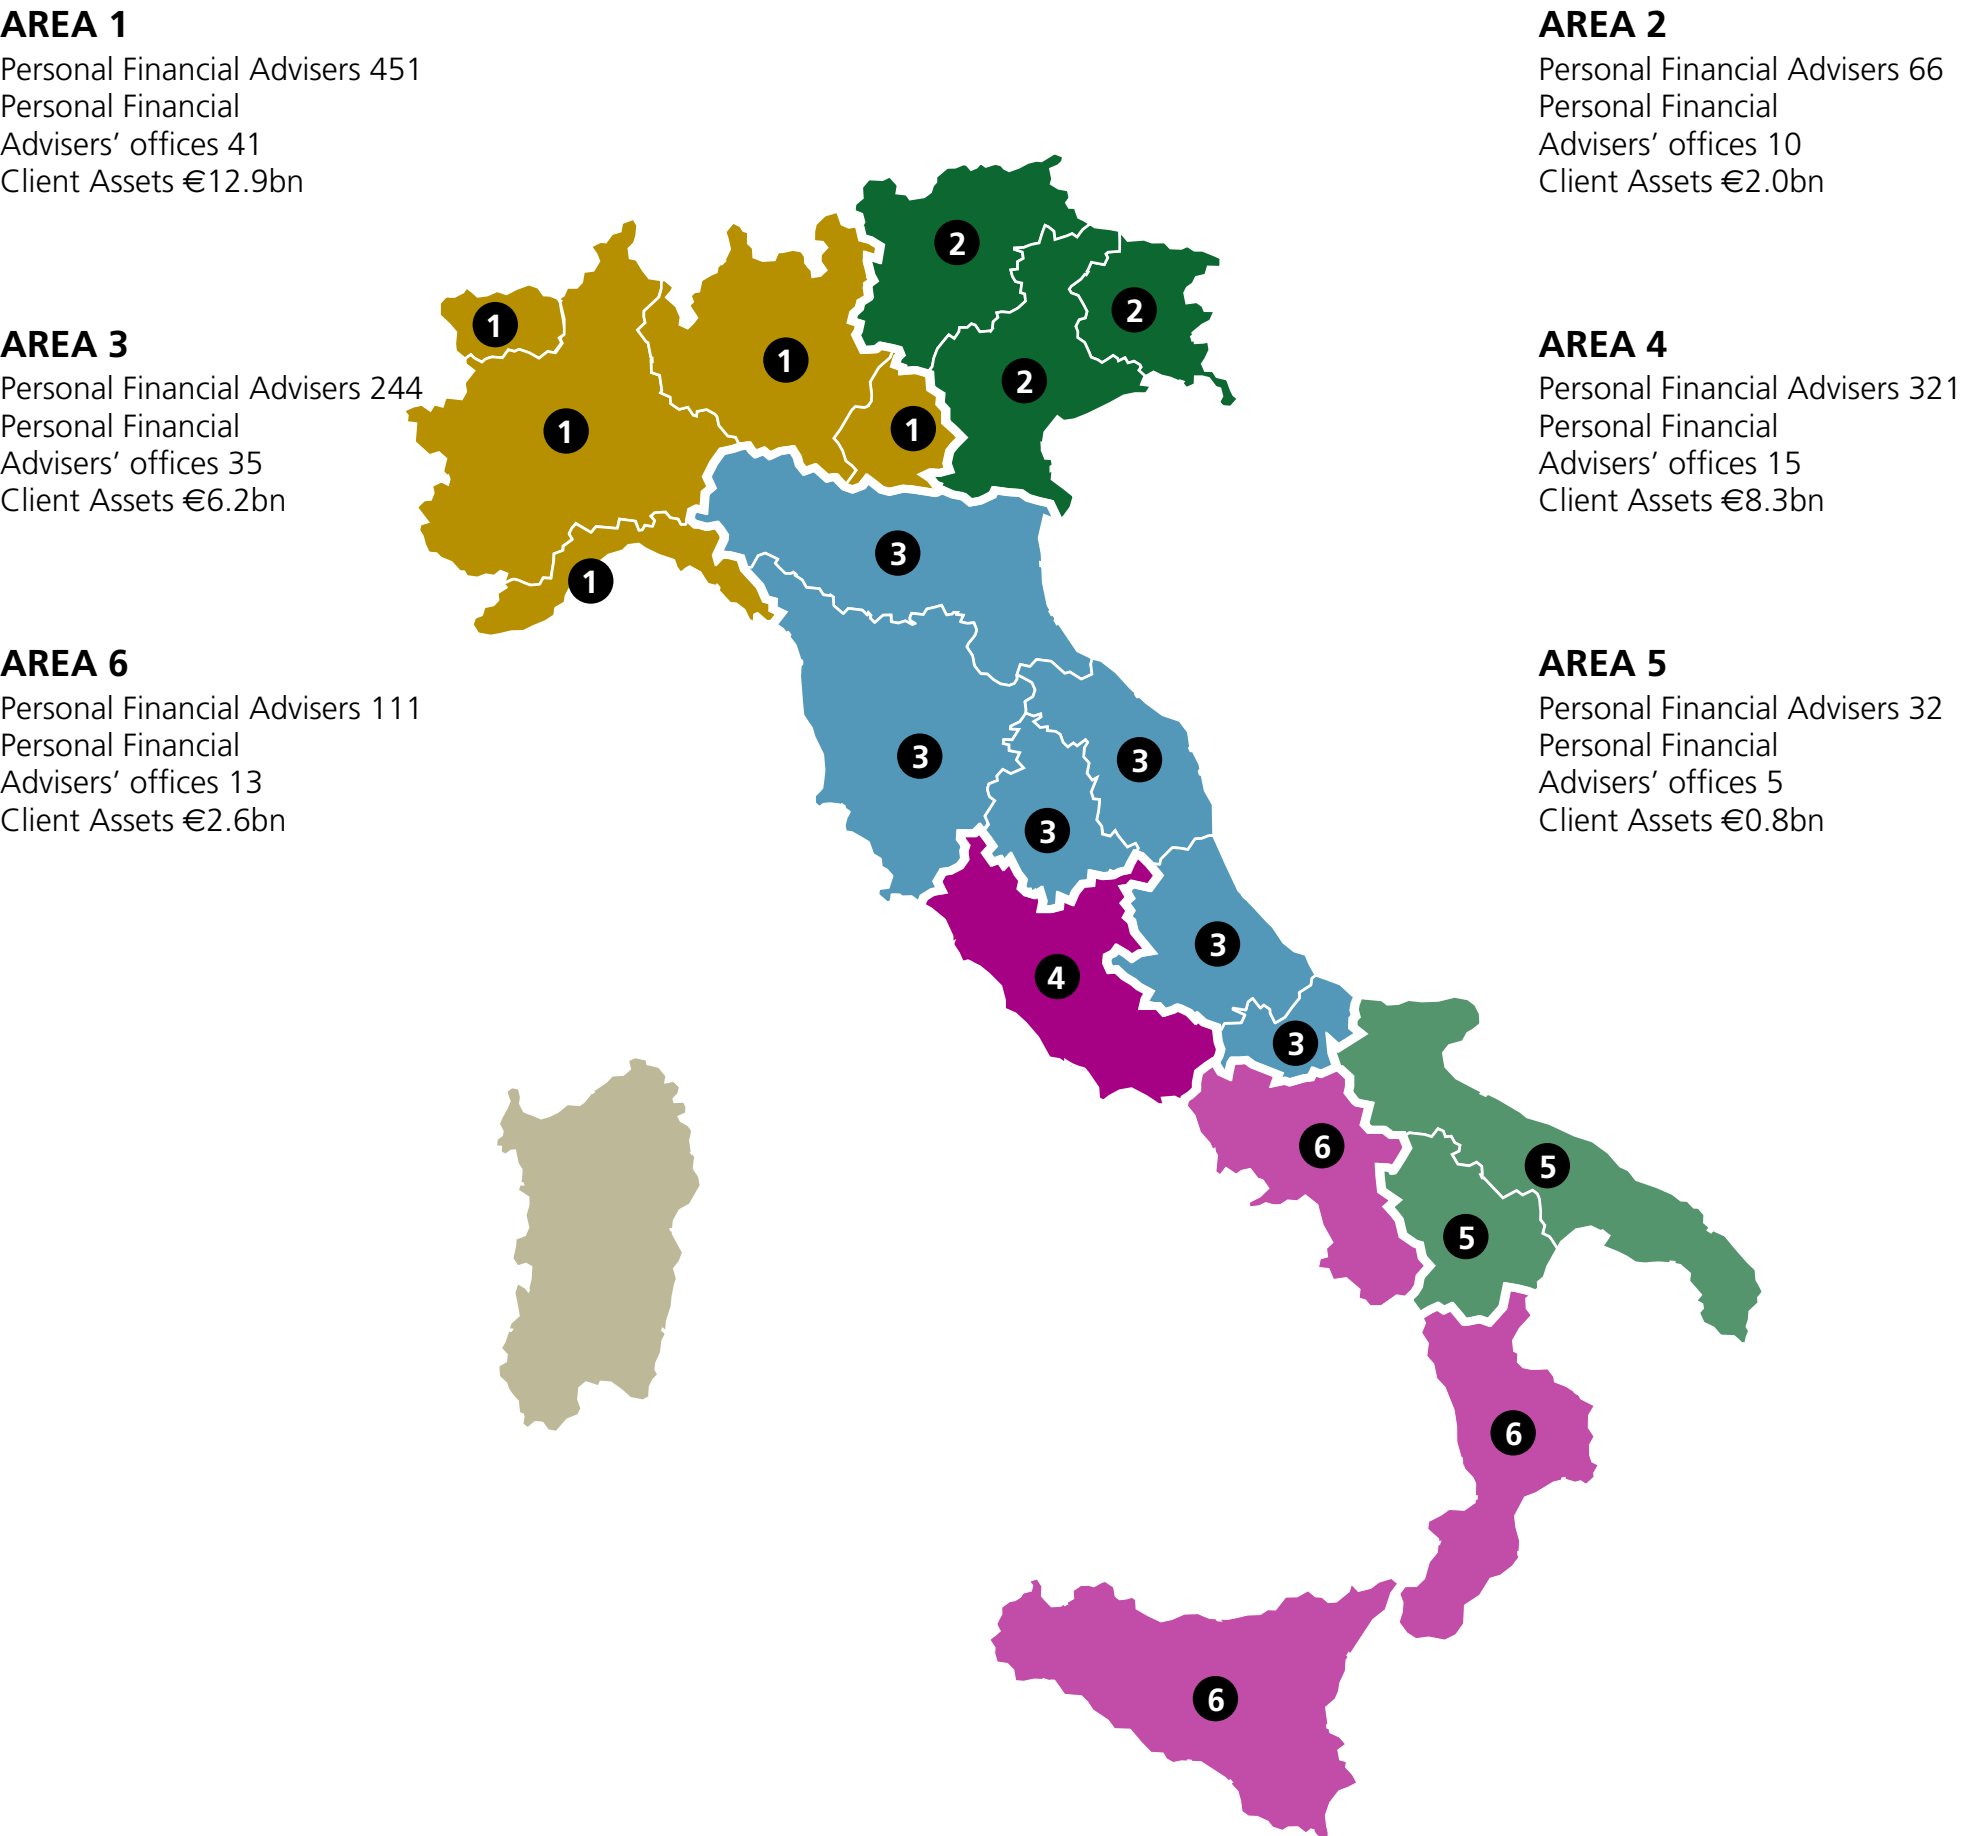 AREA 1
Personal Financial Advisers 451
Personal Financial
Advisers’ offices 41
Client Assets €12.9bn
AREA 2
Personal Financial Advisers 66
Personal Financial
Advisers’ offices 10
Client Assets €2.0bn
AREA 3
Personal Financial Advisers 244
Personal Financial
Advisers’ offices 35
Client Assets €6.2bn
AREA 4
Personal Financial Advisers 321
Personal Financial
Advisers’ offices 15
Client Assets €8.3bn
AREA 6
Personal Financial Advisers 111
Personal Financial
Advisers’ offices 13
Client Assets €2.6bn
AREA 5
Personal Financial Advisers 32
Personal Financial
Advisers’ offices 5
Client Assets €0.8bn
2
2
1
1
2
1
1
3
1
3
3
3
3
4
3
6
5
5
6
6